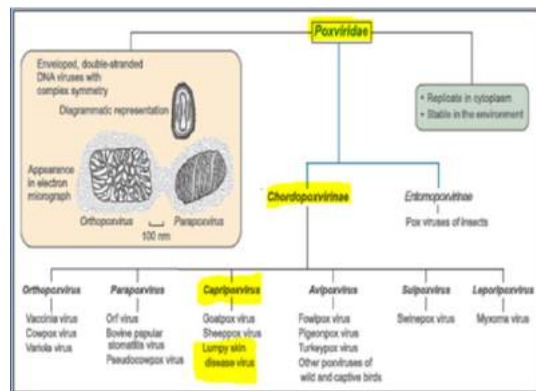 Poxviridae
Enveloped, double-stranded
DNA viruses with
complex symmetry
Diagrammatic representation
Appearance
in electron
micrograph
Orthopoxvirus
Parapoxvirus
100 nm
• Replicate in cytoplasm
• Stable in the environment
Chordopoxvirinae
Entomopoxvirinae
Pox viruses of insects
Orthopoxvirus
Vaccinia virus
Cowpox virus
Variola virus
Parapoxvirus
Orf virus
Bovine papular
stomatitis virus
Pseudocowpox virus
Capripoxvirus
Goatpox virus
Sheeppox virus
Lumpy skin
disease virus
Avipoxvirus
Fowlpox virus
Pigeonpox virus
Turkeypox virus
Other poxviruses of
wild and captive birds
Suipoxvirus
Swinepox virus
Leporipoxvirus
Myxoma virus